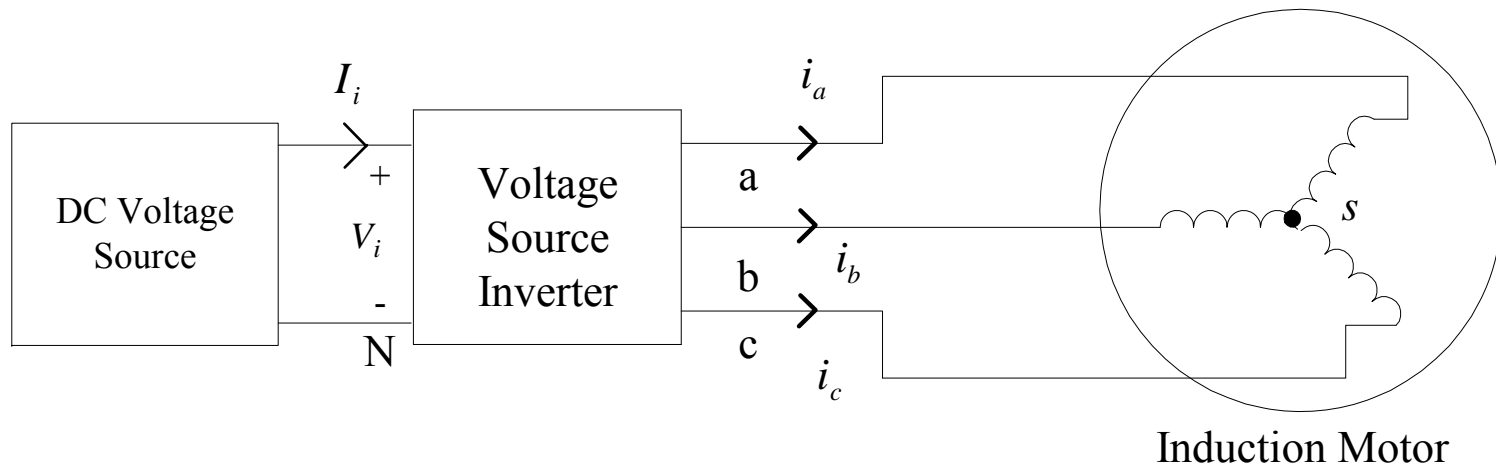 I_i
i_a
DC Voltage
Source
+
V_i
-
N
Voltage
Source
Inverter
a
b
c
i_b
i_c
s
Induction Motor